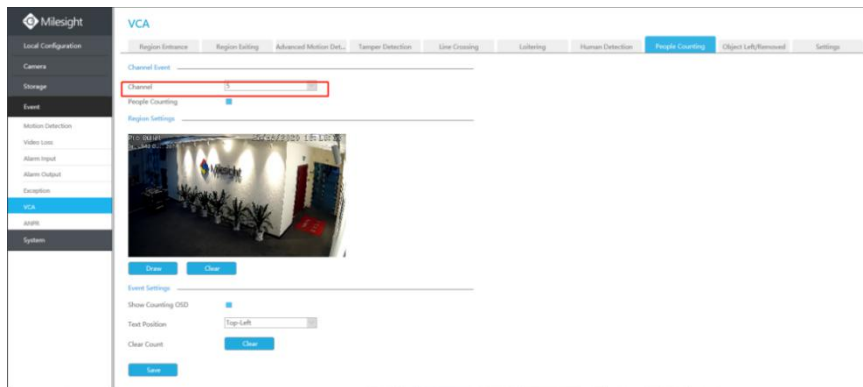 Milesight
VCA
Local Configuration
Camera
Storage
Event
Motion Detection
Video Loss
Alarm Input
Alarm Output
Exception
VCA
ANPR
System
Region Entrance Region Exiting Advanced Motion Det... Tamper Detection Line Crossing Loitering Human Detection People Counting Object Left/Removed Settings
Channel Event
Channel 5
People Counting
Region Settings
Milesight
Draw Clear
Event Settings
Show Counting OSD
Text Position Top-Left
Clear Count Clear
Save